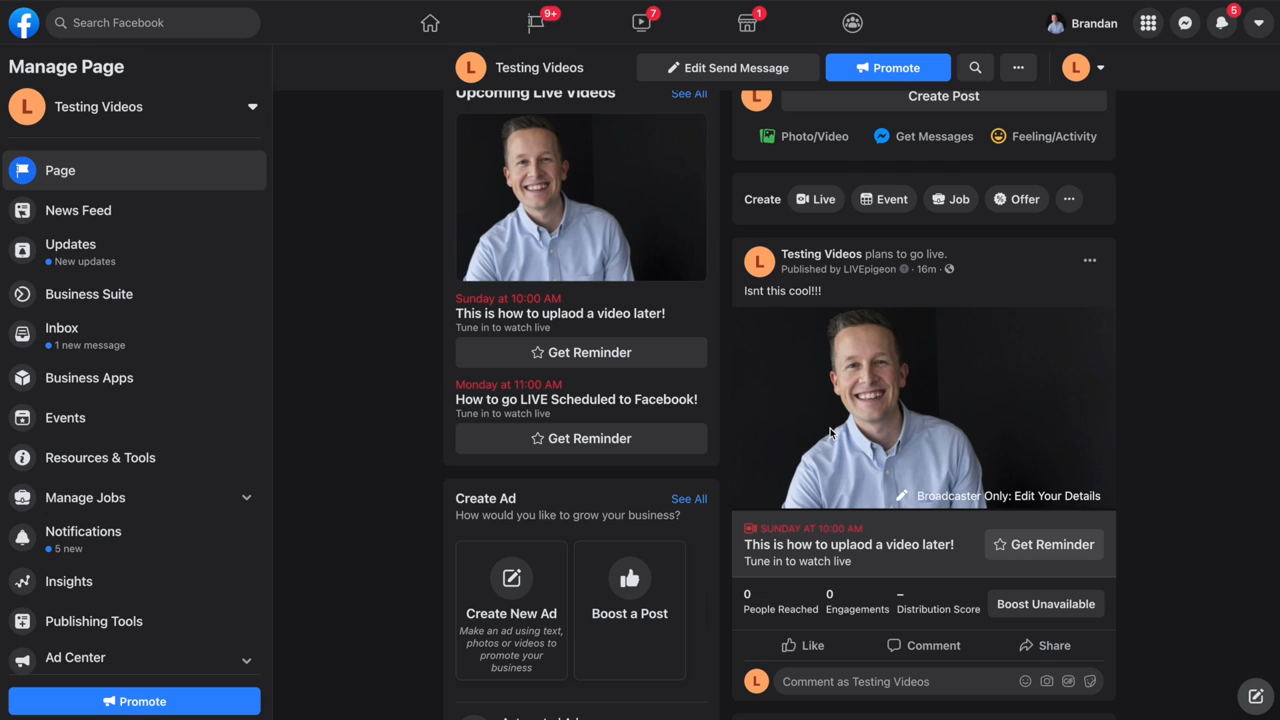 Search Facebook
9+
7
1
Brandan
5
Manage Page
L
Testing Videos
Page
News Feed
Updates
New updates
Business Suite
Inbox
1 new message
Business Apps
Events
Resources & Tools
Manage Jobs
Notifications
5 new
Insights
Publishing Tools
Ad Center
Promote
L
Testing Videos
Edit Send Message
Promote
L
Upcoming Live Videos
See All
Sunday at 10:00 AM
This is how to uplaod a video later!
Tune in to watch live
Get Reminder
Monday at 11:00 AM
How to go LIVE Scheduled to Facebook!
Tune in to watch live
Get Reminder
Create Ad
See All
How would you like to grow your business?
Create New Ad
Make an ad using text,
photos or videos to
promote your
business
Boost a Post
L
Create Post
Photo/Video
Get Messages
Feeling/Activity
Create
Live
Event
Job
Offer
L
Testing Videos plans to go live.
Published by LIVEpigeon · 16m ·
Isnt this cool!!!
Broadcaster Only: Edit Your Details
SUNDAY AT 10:00 AM
This is how to uplaod a video later!
Tune in to watch live
Get Reminder
0
People Reached
0
Engagements
–
Distribution Score
Boost Unavailable
Like
Comment
Share
L
Comment as Testing Videos
GIF